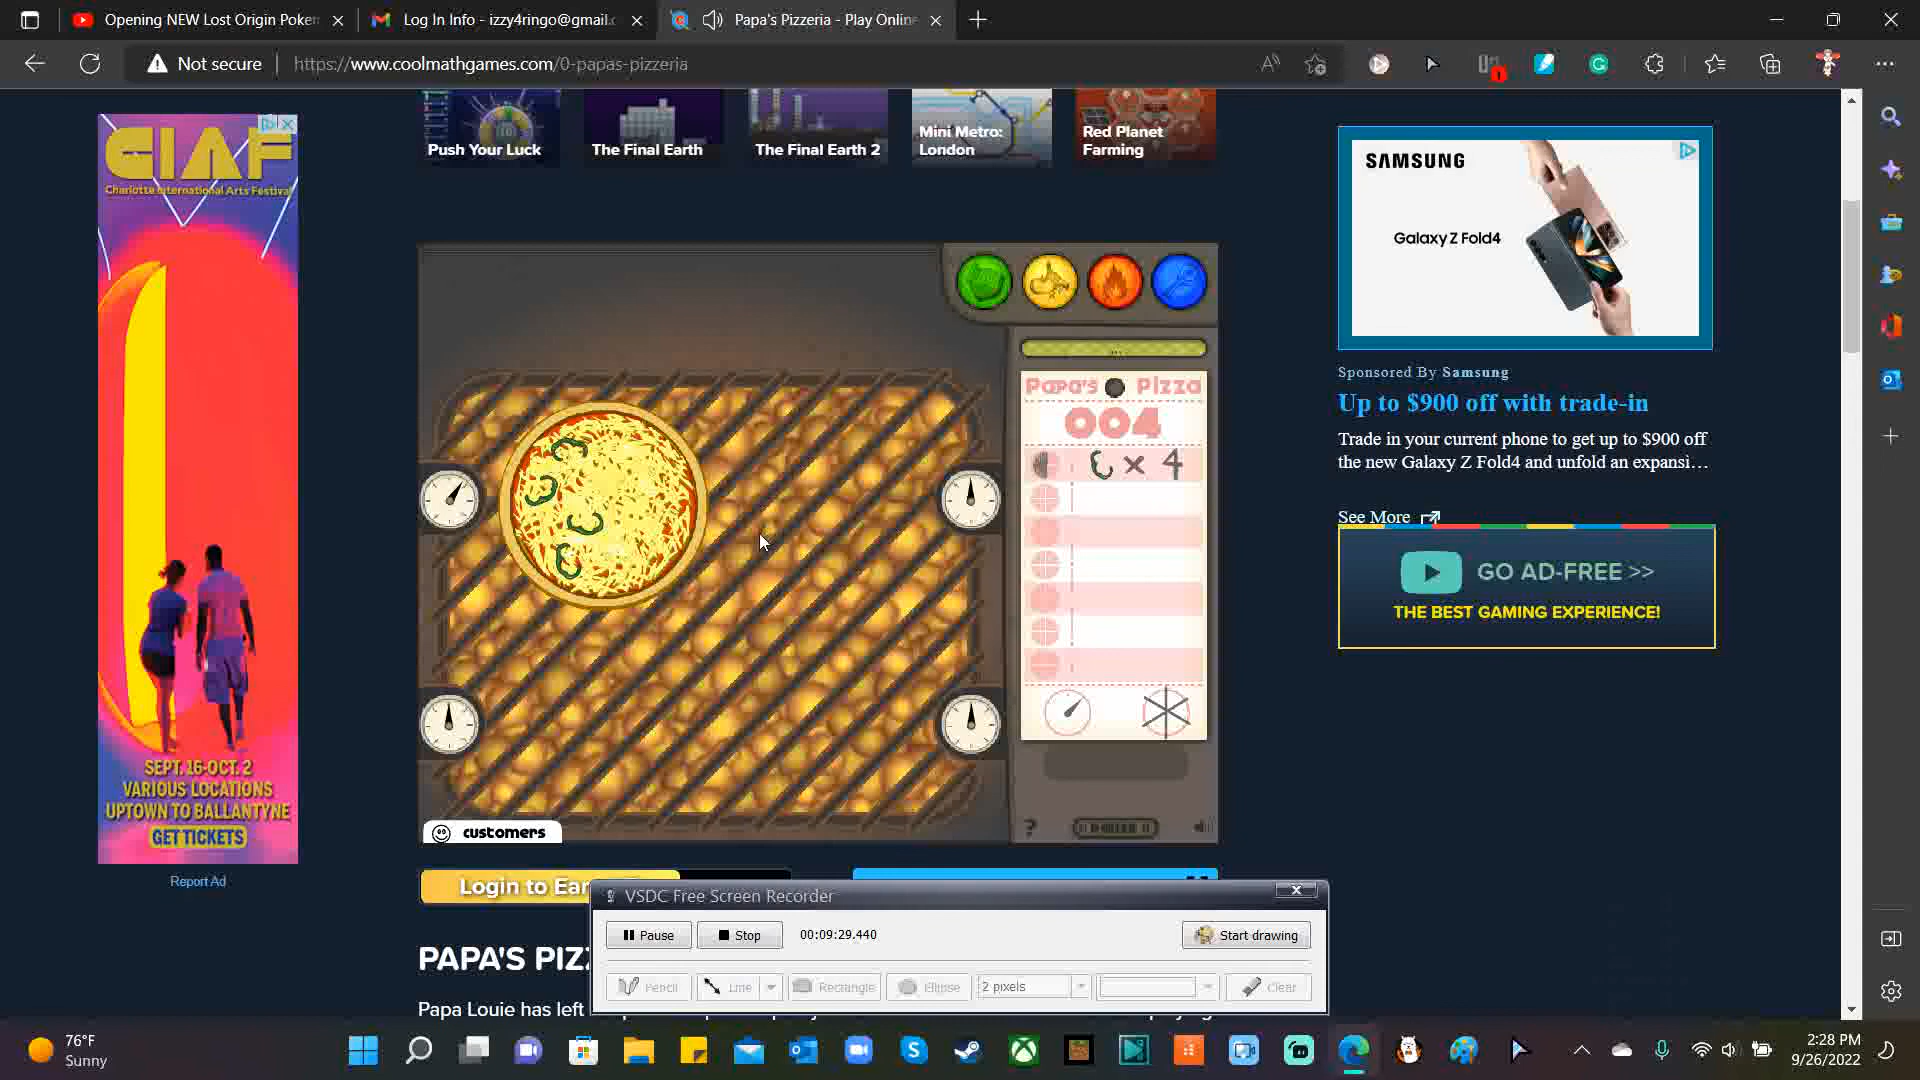 Opening NEW Lost Origin Poke
Log In Info - izzy4ringo@gmail.c
Papa's Pizzeria - Play Online
Not secure
https://www.coolmathgames.com/0-papas-pizzeria
CIAF
Charlotte International Arts Festival
SEPT. 16-OCT. 2
VARIOUS LOCATIONS
UPTOWN TO BALLANTYNE
GET TICKETS
Report Ad
Push Your Luck
The Final Earth
The Final Earth 2
Mini Metro:
London
Red Planet
Farming
Papa's Pizza
004
x 4
customers
?
SAMSUNG
Galaxy Z Fold4
Sponsored By Samsung
Up to $900 off with trade-in
Trade in your current phone to get up to $900 off
the new Galaxy Z Fold4 and unfold an expansi...
See More
GO AD-FREE >>
THE BEST GAMING EXPERIENCE!
Login to Ear
PAPA'S PIZZ
Papa Louie has left
VSDC Free Screen Recorder
Pause
Stop
00:09:29.440
Start drawing
Pencil
Line
Rectangle
Ellipse
2 pixels
Clear
76°F
Sunny
2:28 PM
9/26/2022